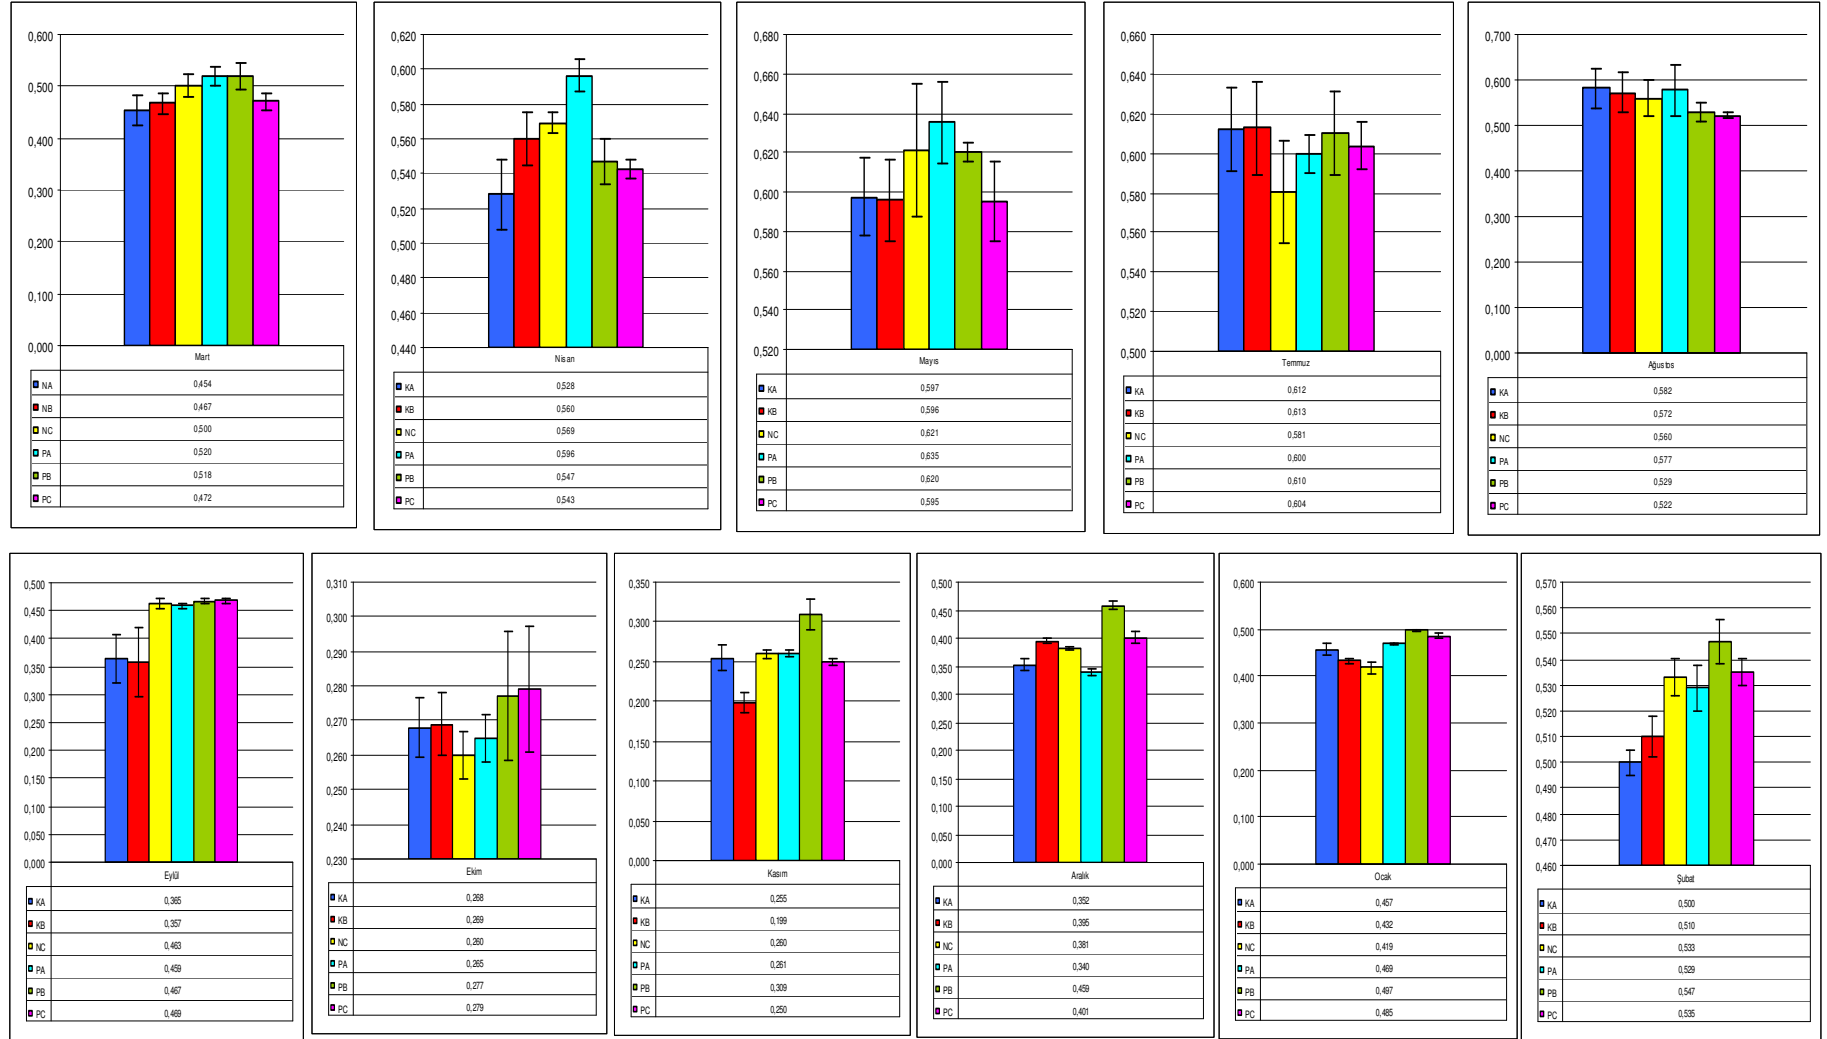 0,600
0,500
0,400
0,300
0,200
0,100
0,000
Mart
NA 0,454
NB 0,467
NC 0,500
PA 0,520
PB 0,518
PC 0,472
0,620
0,600
0,580
0,560
0,540
0,520
0,500
0,480
0,460
0,440
Nisan
KA 0,528
KB 0,560
NC 0,569
PA 0,596
PB 0,547
PC 0,543
0,680
0,660
0,640
0,620
0,600
0,580
0,560
0,540
0,520
Mayıs
KA 0,597
KB 0,596
NC 0,621
PA 0,635
PB 0,620
PC 0,595
0,660
0,640
0,620
0,600
0,580
0,560
0,540
0,520
0,500
Temmuz
KA 0,612
KB 0,613
NC 0,581
PA 0,600
PB 0,610
PC 0,604
0,700
0,600
0,500
0,400
0,300
0,200
0,100
0,000
Ağustos
KA 0,582
KB 0,572
NC 0,560
PA 0,577
PB 0,529
PC 0,522
0,500
0,450
0,400
0,350
0,300
0,250
0,200
0,150
0,100
0,050
0,000
Eylül
KA 0,365
KB 0,357
NC 0,463
PA 0,459
PB 0,467
PC 0,469
0,310
0,300
0,290
0,280
0,270
0,260
0,250
0,240
0,230
Ekim
KA 0,268
KB 0,269
NC 0,260
PA 0,265
PB 0,277
PC 0,279
0,350
0,300
0,250
0,200
0,150
0,100
0,050
0,000
Kasım
KA 0,255
KB 0,199
NC 0,260
PA 0,261
PB 0,309
PC 0,250
0,500
0,450
0,400
0,350
0,300
0,250
0,200
0,150
0,100
0,050
0,000
Aralık
KA 0,352
KB 0,395
NC 0,381
PA 0,340
PB 0,459
PC 0,401
0,600
0,500
0,400
0,300
0,200
0,100
0,000
Ocak
KA 0,457
KB 0,432
NC 0,419
PA 0,469
PB 0,497
PC 0,485
0,570
0,560
0,550
0,540
0,530
0,520
0,510
0,500
0,490
0,480
0,470
0,460
Şubat
KA 0,500
KB 0,510
NC 0,533
PA 0,529
PB 0,547
PC 0,535